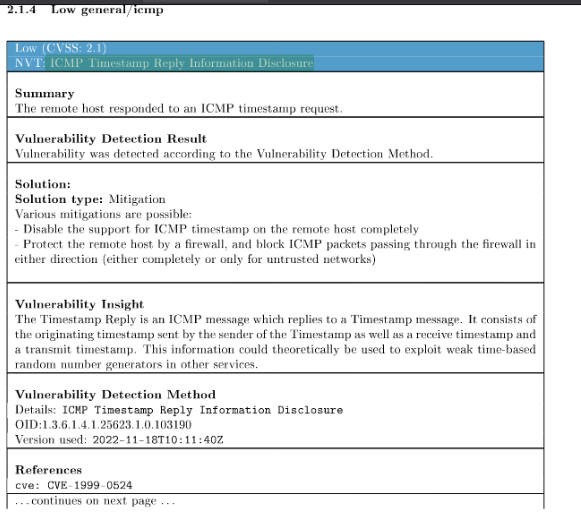 2.1.4 Low general/icmp
Low (CVSS: 2.1)
NVT: ICMP Timestamp Reply Information Disclosure
Summary
The remote host responded to an ICMP timestamp request.
Vulnerability Detection Result
Vulnerability was detected according to the Vulnerability Detection Method.
Solution:
Solution type: Mitigation
Various mitigations are possible:
- Disable the support for ICMP timestamp on the remote host completely
- Protect the remote host by a firewall, and block ICMP packets passing through the firewall in
either direction (either completely or only for untrusted networks)
Vulnerability Insight
The Timestamp Reply is an ICMP message which replies to a Timestamp message. It consists of
the originating timestamp sent by the sender of the Timestamp as well as a receive timestamp and
a transmit timestamp. This information could theoretically be used to exploit weak time-based
random number generators in other services.
Vulnerability Detection Method
Details: ICMP Timestamp Reply Information Disclosure
OID:1.3.6.1.4.1.25623.1.0.103190
Version used: 2022-11-18T10:11:40Z
References
cve: CVE-1999-0524
...continues on next page ...